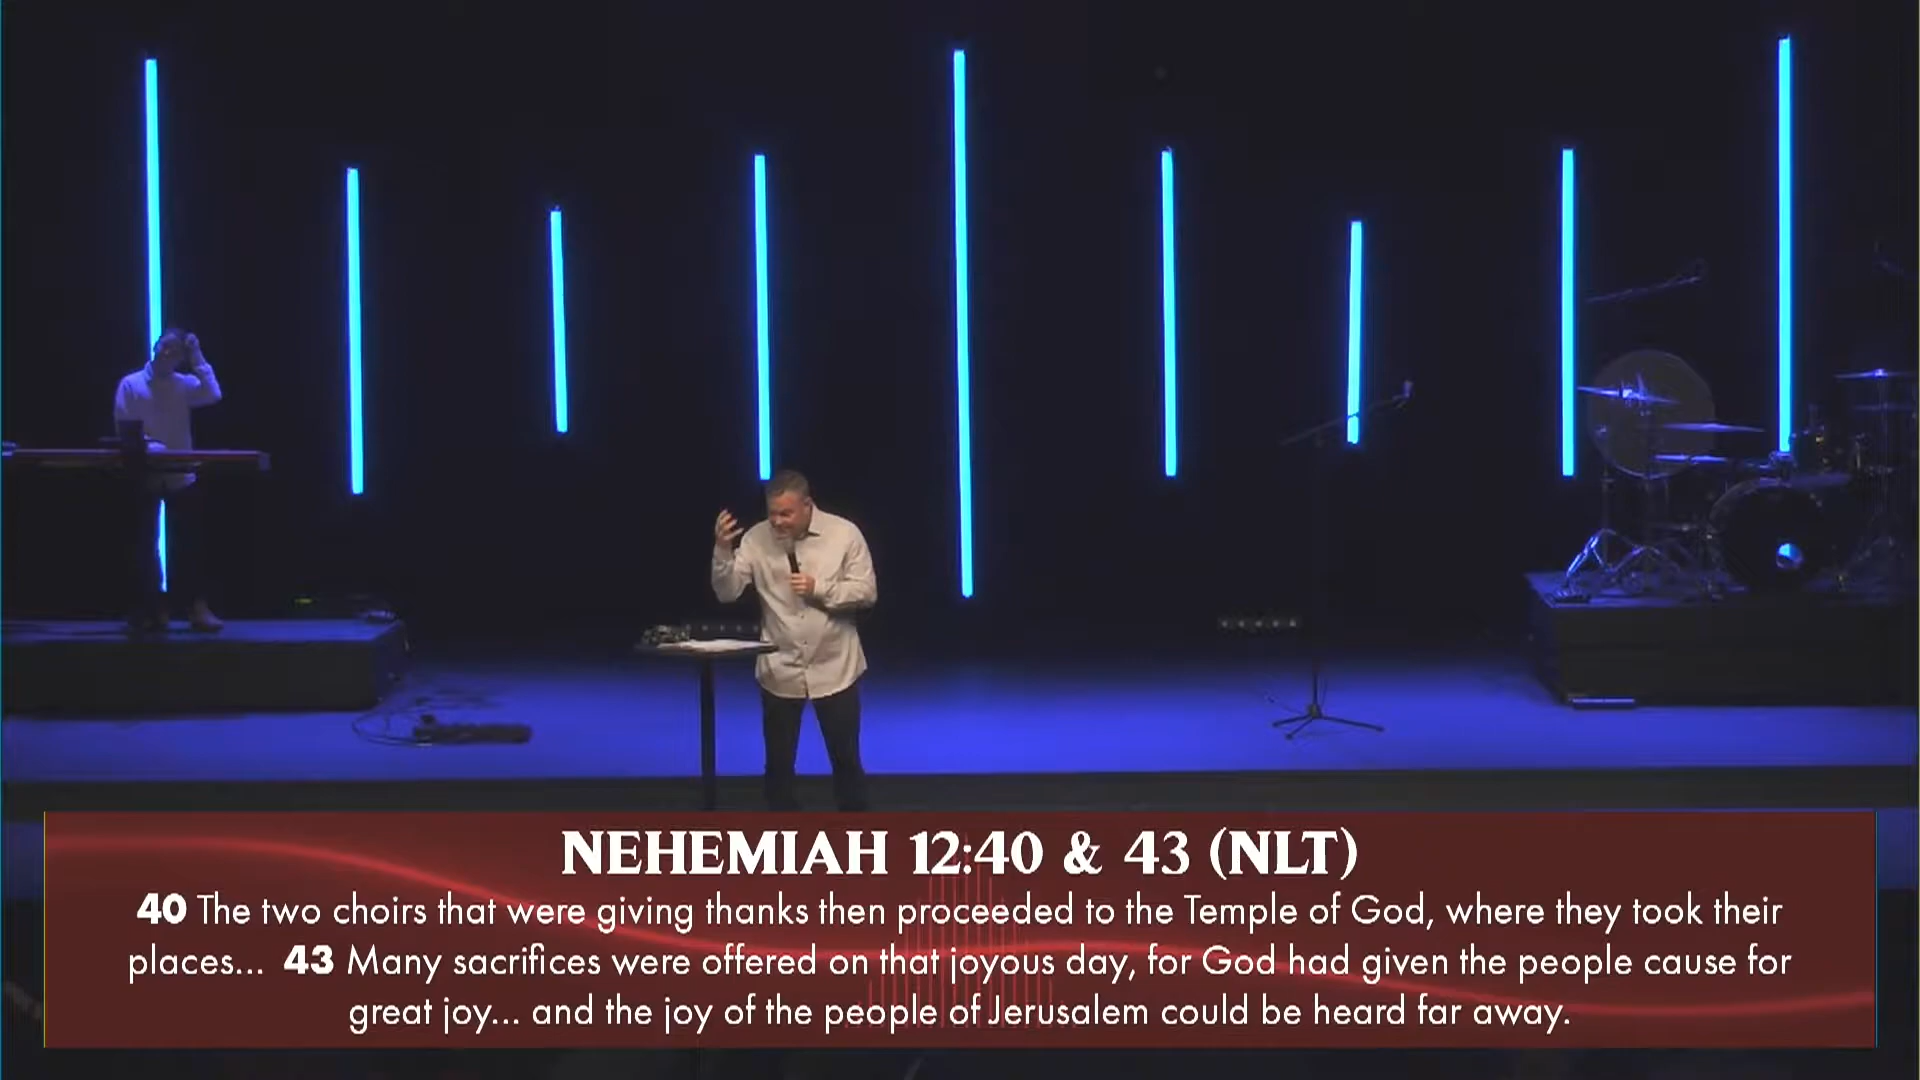 NEHEMIAH 12:40 & 43 (NLT)
40 The two choirs that were giving thanks then proceeded to the Temple of God, where they took their
places... 43 Many sacrifices were offered on that joyous day, for God had given the people cause for
great joy... and the joy of the people of Jerusalem could be heard far away.